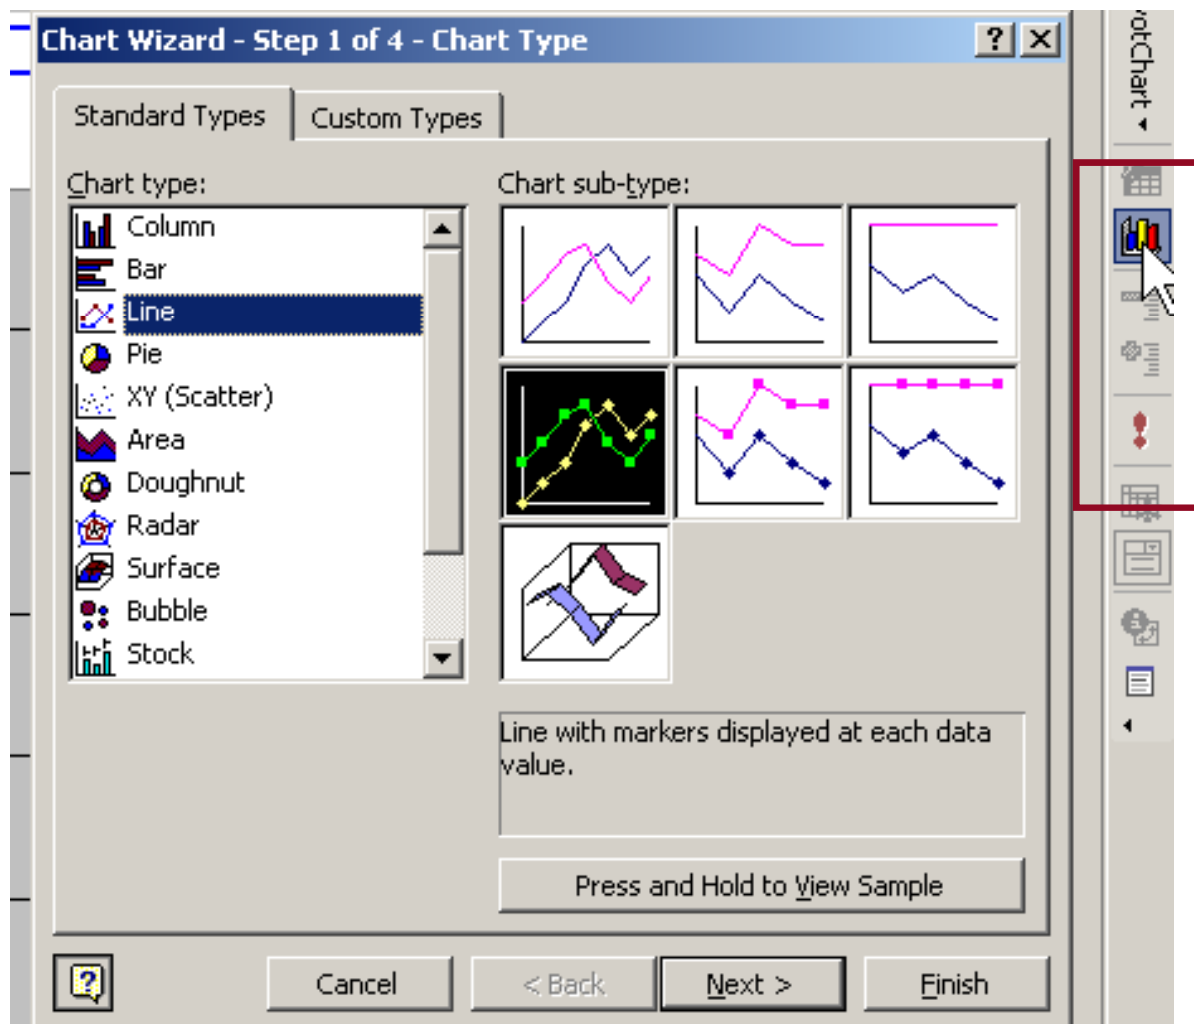 Chart Wizard - Step 1 of 4 - Chart Type
Standard Types
Custom Types
Chart type:
Column
Bar
Line
Pie
XY (Scatter)
Area
Doughnut
Radar
Surface
Bubble
Stock
Chart sub-type:
Line with markers displayed at each data
value.
Press and Hold to View Sample
Cancel
< Back
Next >
Finish
votChart